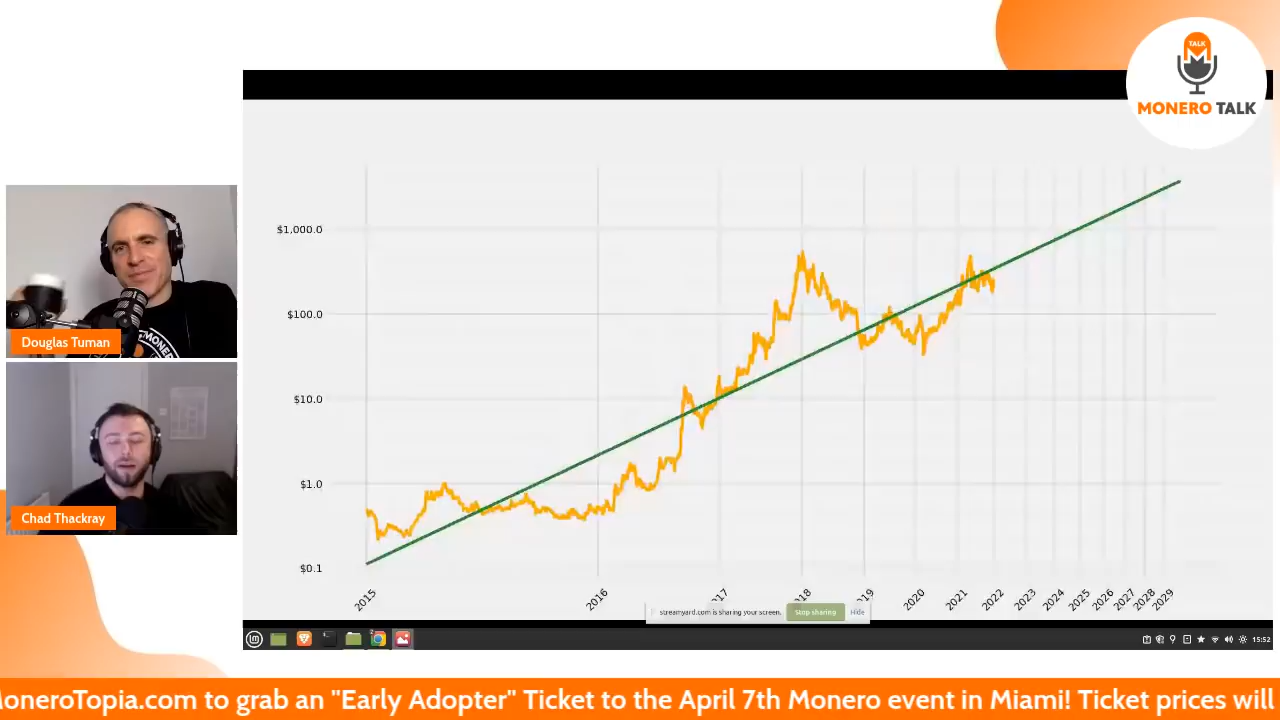 TALK
MONERO TALK
$1,000.0
$100.0
$10.0
$1.0
$0.1
2015
2016
2019
2020
2021
2022
2023
2024
2025
2026
2027
2028
2029
streamyard.com is sharing your screen.
Stop sharing
Hide
15:52
MONERO
Douglas Tuman
Chad Thackray
MoneroTopia.com to grab an "Early Adopter" Ticket to the April 7th Monero event in Miami! Ticket prices will